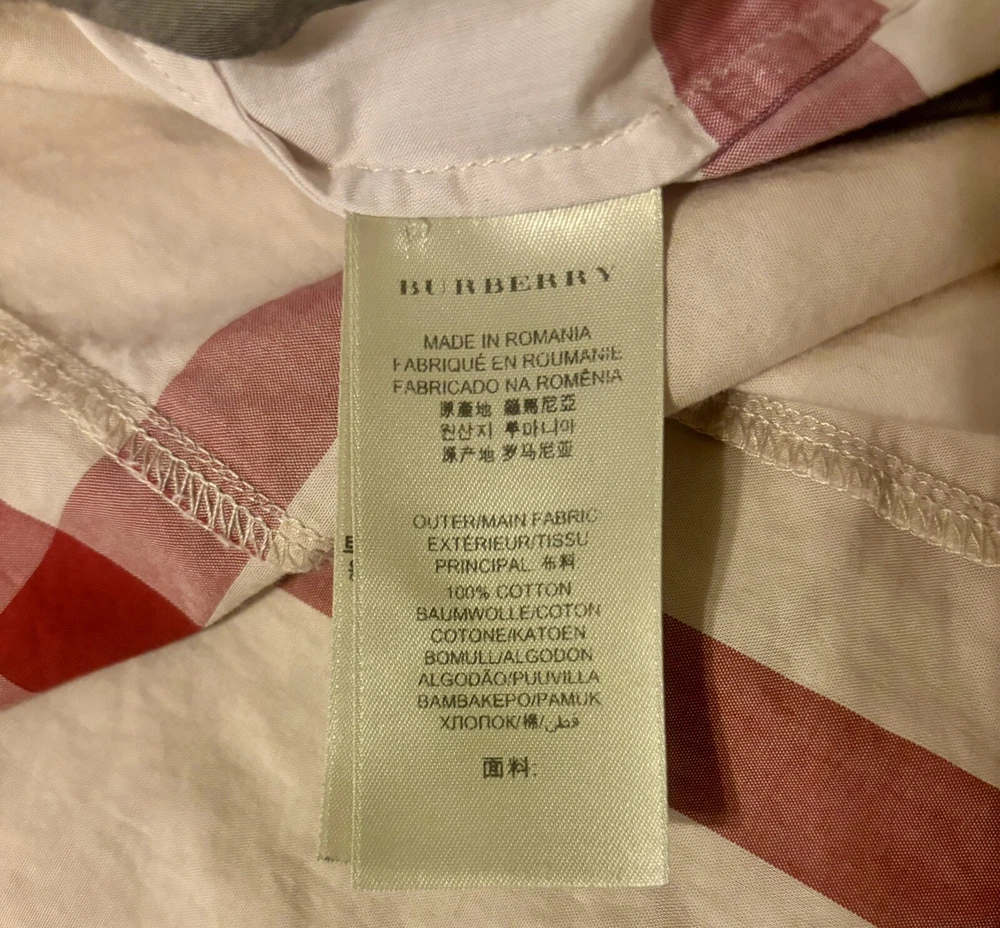 BURBERRY
MADE IN ROMANIA
FABRIQUÉ EN ROUMANIE
FABRICADO NA ROMÊNIA
原產地 羅馬尼亞
원산지 루마니아
原产地 罗马尼亚
OUTER/MAIN FABRIC
EXTÉRIEUR/TISSU
PRINCIPAL 布料
100% COTTON
BAUMWOLLE/COTON
COTONE/KATOEN
BOMULL/ALGODON
ALGODÃO/PUUVILLA
ΒΑΜΒΑΚΕΡΟ/PAMUK
ХЛОПОК/棉/قطن
面料: